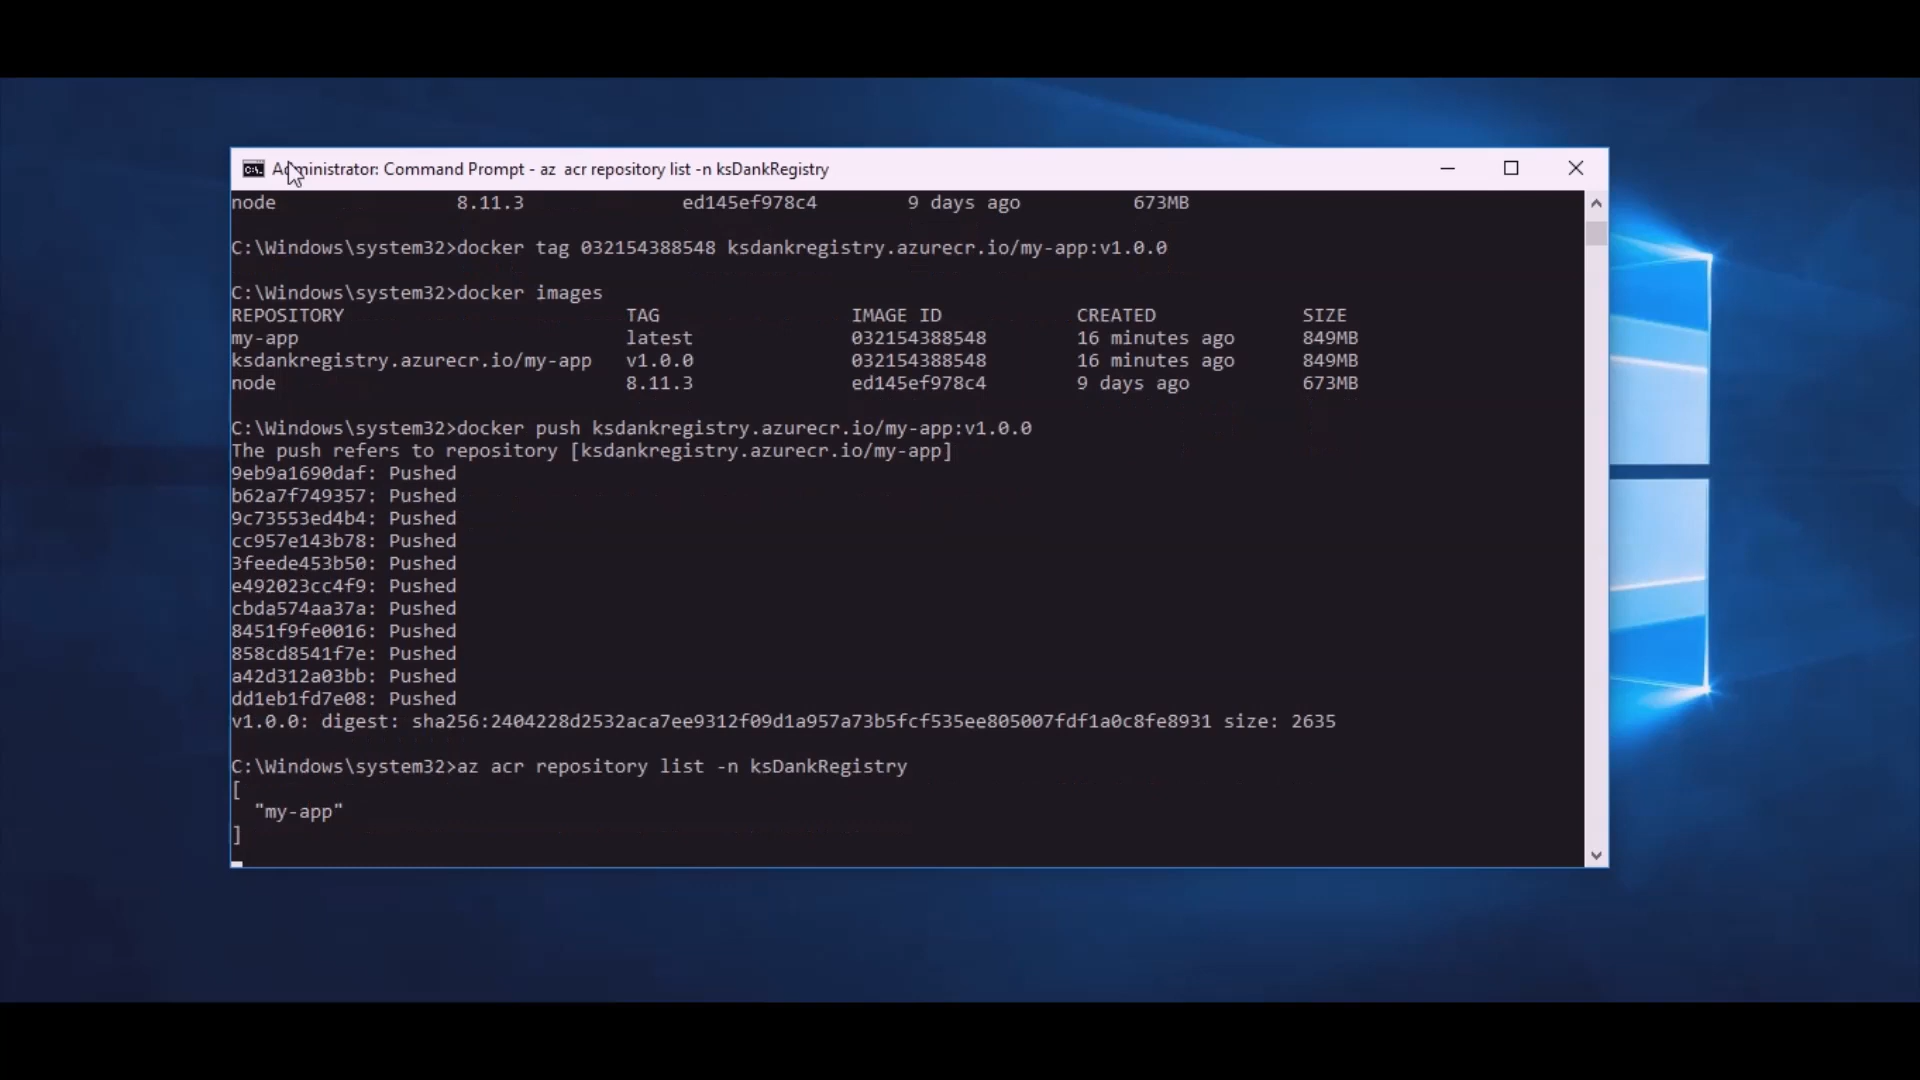 Administrator: Command Prompt - az  acr repository list -n ksDankRegistry
node 8.11.3 ed145ef978c4 9 days ago 673MB
C:\Windows\system32>docker tag 032154388548 ksdankregistry.azurecr.io/my-app:v1.0.0
C:\Windows\system32>docker images
REPOSITORY TAG IMAGE ID CREATED SIZE
my-app latest 032154388548 16 minutes ago 849MB
ksdankregistry.azurecr.io/my-app v1.0.0 032154388548 16 minutes ago 849MB
node 8.11.3 ed145ef978c4 9 days ago 673MB
C:\Windows\system32>docker push ksdankregistry.azurecr.io/my-app:v1.0.0
The push refers to repository [ksdankregistry.azurecr.io/my-app]
9eb9a1690daf: Pushed
b62a7f749357: Pushed
9c73553ed4b4: Pushed
cc957e143b78: Pushed
3feede453b50: Pushed
e492023cc4f9: Pushed
cbda574aa37a: Pushed
8451f9fe0016: Pushed
858cd8541f7e: Pushed
a42d312a03bb: Pushed
dd1eb1fd7e08: Pushed
v1.0.0: digest: sha256:2404228d2532aca7ee9312f09d1a957a73b5fcf535ee805007fdf1a0c8fe8931 size: 2635
C:\Windows\system32>az acr repository list -n ksDankRegistry
[
"my-app"
]